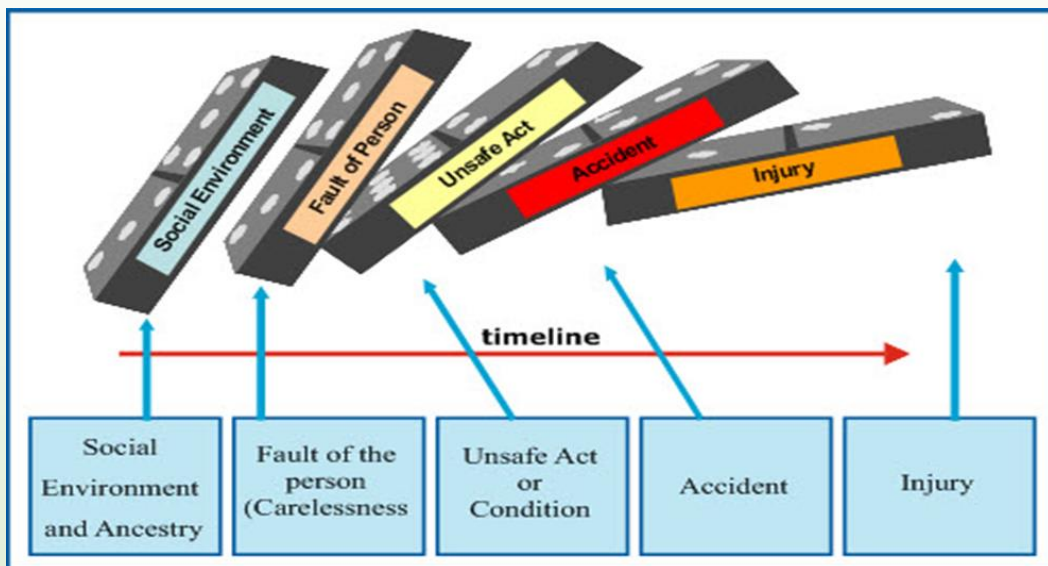 Social Environment
Fault of Person
Unsafe Act
Accident
Injury
timeline
Social
Environment
and Ancestry
Fault of the
person
(Carelessness
Unsafe Act
or
Condition
Accident
Injury